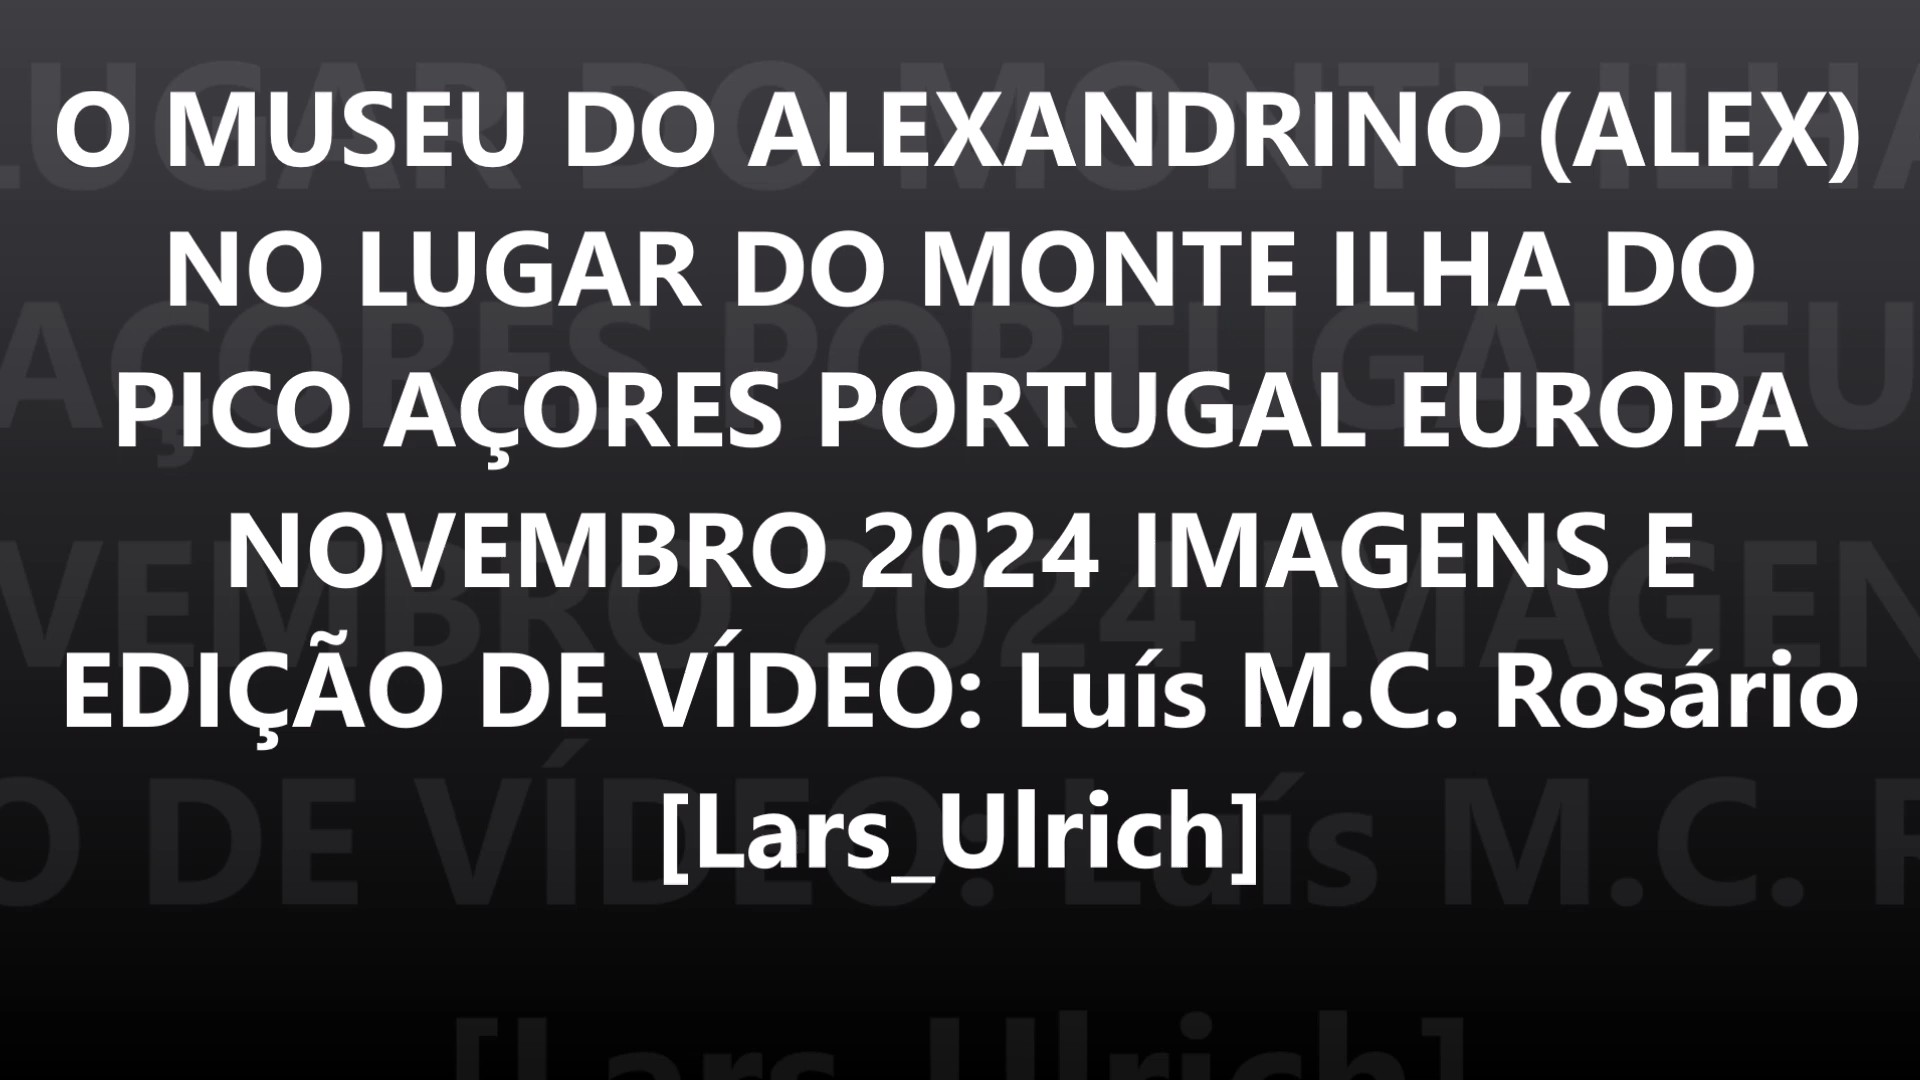 O MUSEU DO ALEXANDRINO (ALEX)
NO LUGAR DO MONTE ILHA DO
PICO AÇORES PORTUGAL EUROPA
NOVEMBRO 2024 IMAGENS E
EDIÇÃO DE VÍDEO: Luís M.C. Rosário
[Lars_Ulrich]